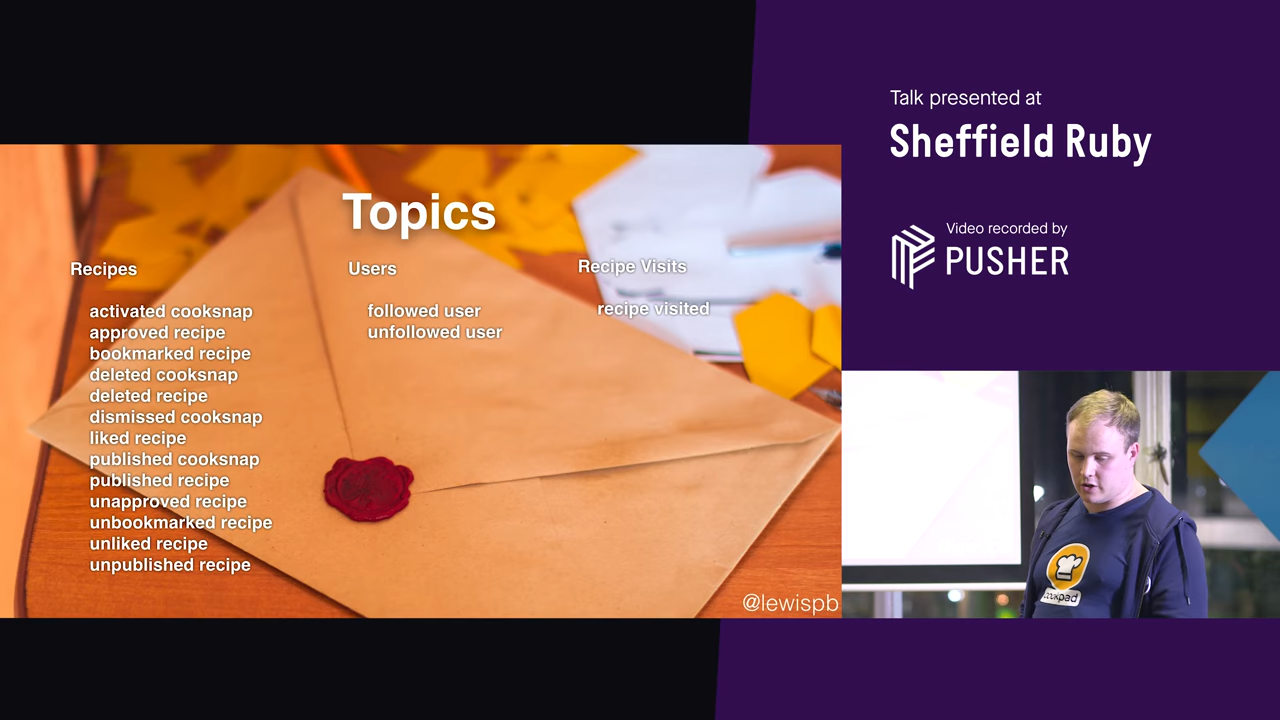 Talk presented at
Sheffield Ruby
Video recorded by
PUSHER
Topics
Recipes
activated cooksnap
approved recipe
bookmarked recipe
deleted cooksnap
deleted recipe
dismissed cooksnap
liked recipe
published cooksnap
published recipe
unapproved recipe
unbookmarked recipe
unliked recipe
unpublished recipe
Users
followed user
unfollowed user
Recipe Visits
recipe visited
@lewispb
cookpad